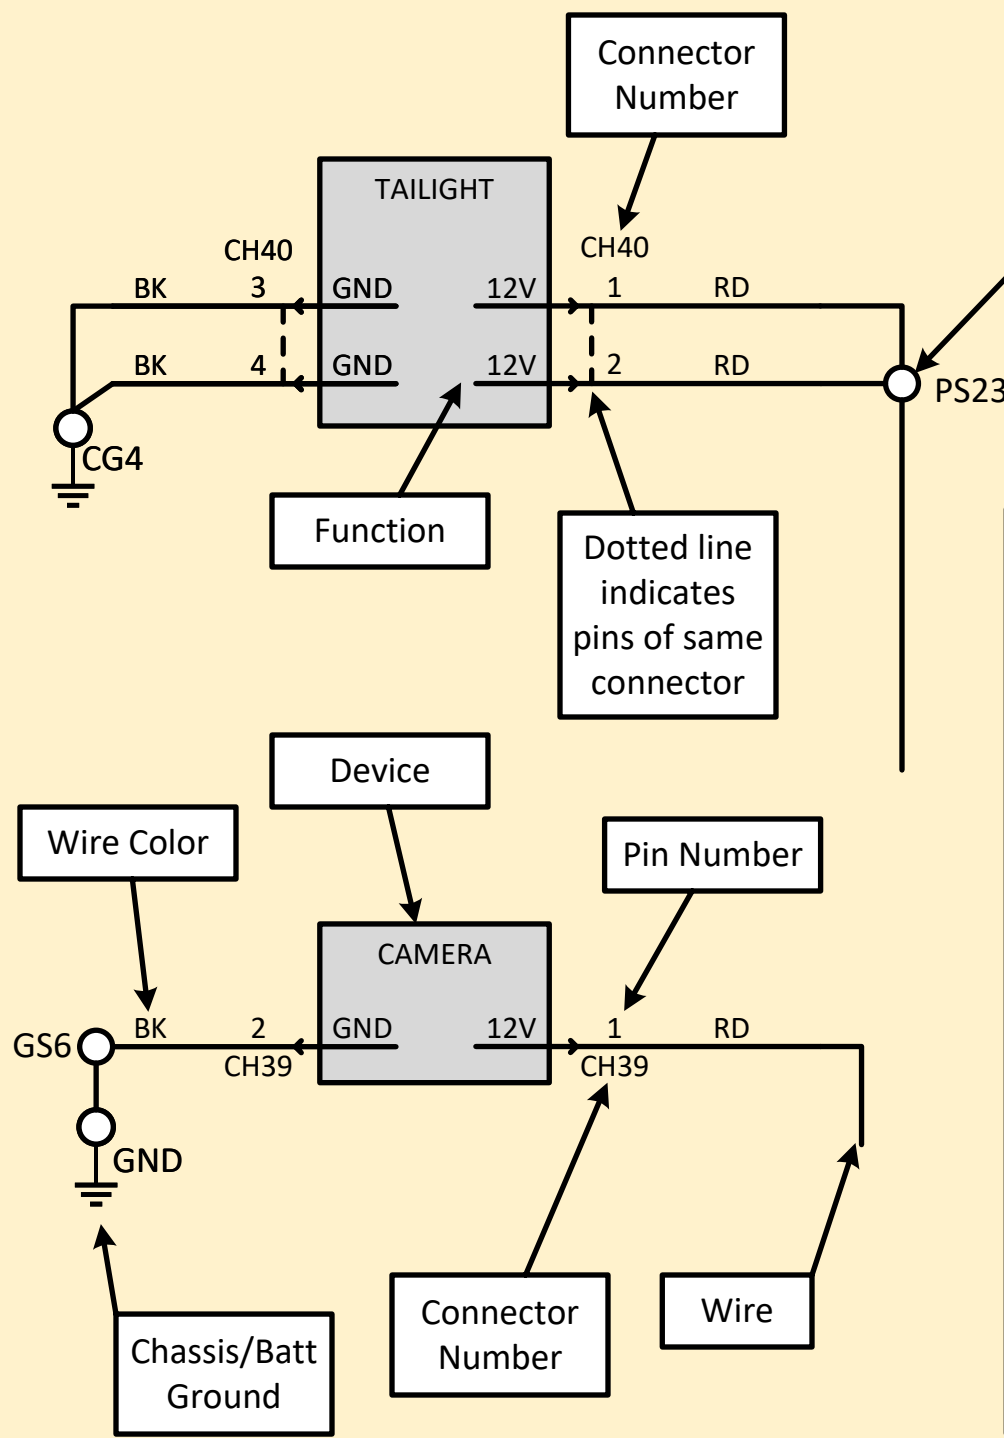 Connector
Number
TAILIGHT
CH40
CH40
BK
3
GND
12V
1
RD
BK
4
GND
12V
2
RD
PS23
CG4
Function
Dotted line
indicates
pins of same
connector
Device
Wire Color
Pin Number
CAMERA
GS6
BK
2
GND
12V
1
RD
CH39
CH39
GND
Connector
Number
Wire
Chassis/Batt
Ground